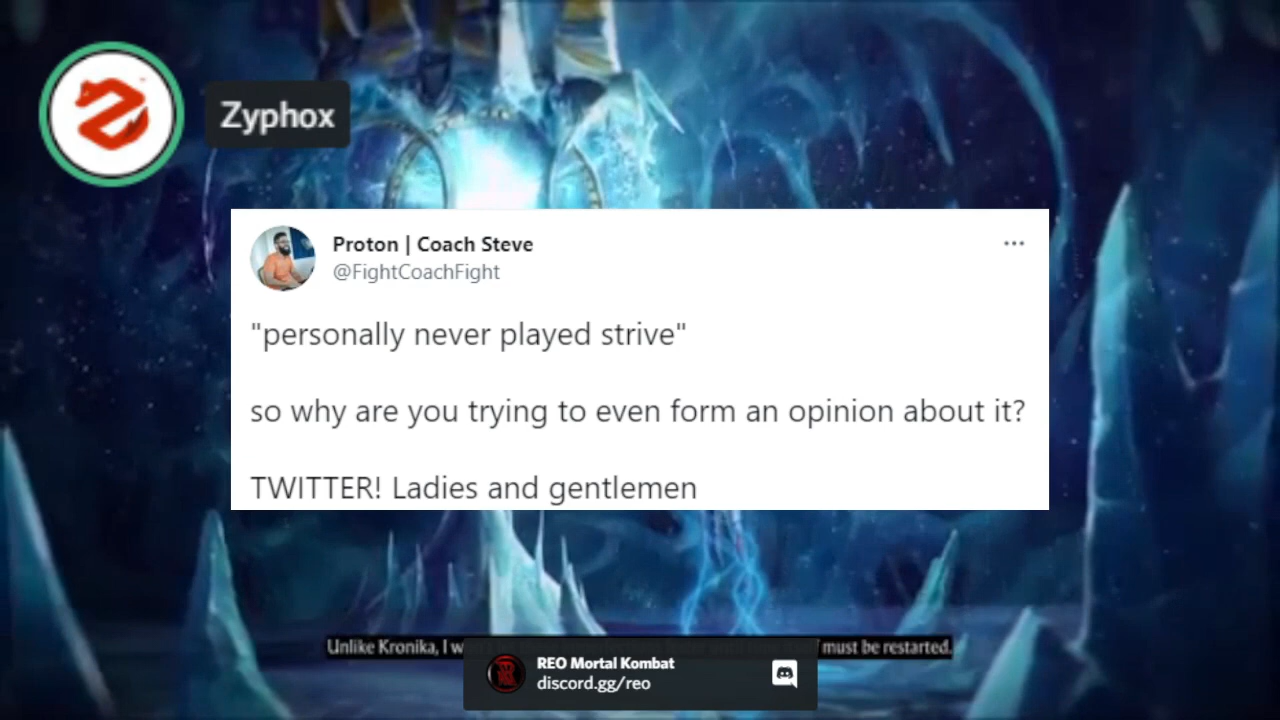 Zyphox
Proton | Coach Steve
@FightCoachFight
"personally never played strive"
so why are you trying to even form an opinion about it?
TWITTER! Ladies and gentlemen
Unlike Kronika, I w must be restarted.
REO Mortal Kombat
discord.gg/reo